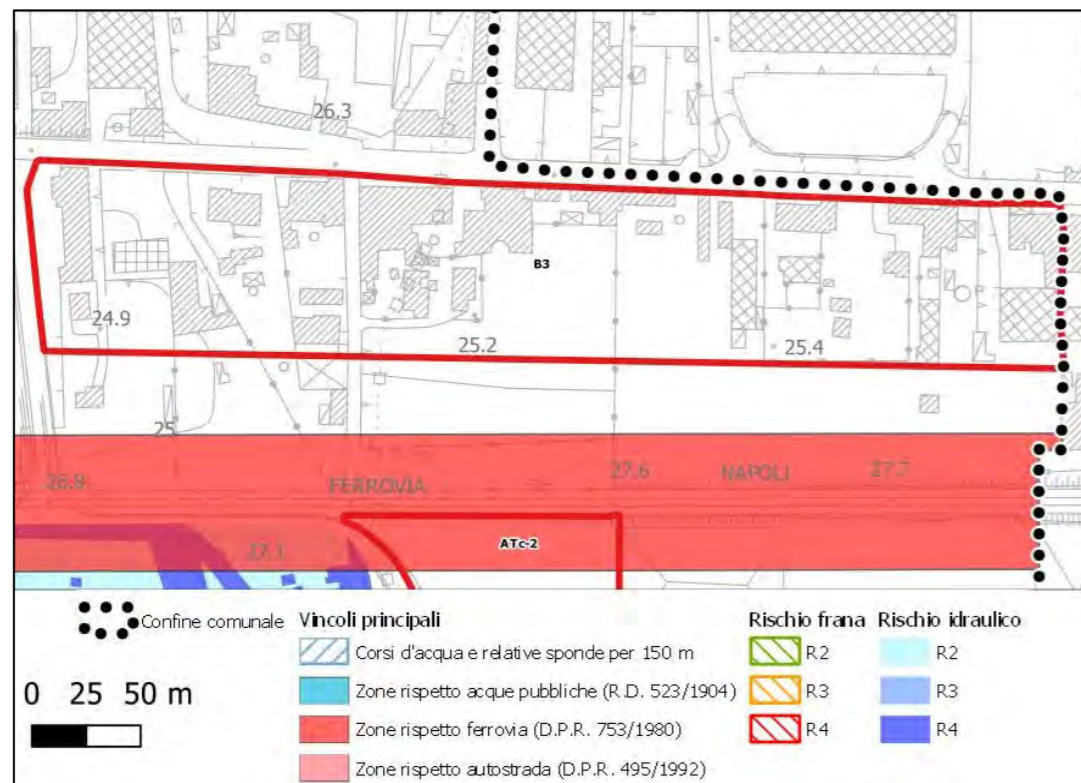 26.3
B3
24.9
25.2
25.4
25
26.9
FERROVIA
27.6
NAPOLI
27.7
27.1
ATc-2
Confine comunale
Vincoli principali
Rischio frana
Rischio idraulico
Corsi d'acqua e relative sponde per 150 m
R2
R2
0 25 50 m
Zone rispetto acque pubbliche (R.D. 523/1904)
R3
R3
Zone rispetto ferrovia (D.P.R. 753/1980)
R4
R4
Zone rispetto autostrada (D.P.R. 495/1992)